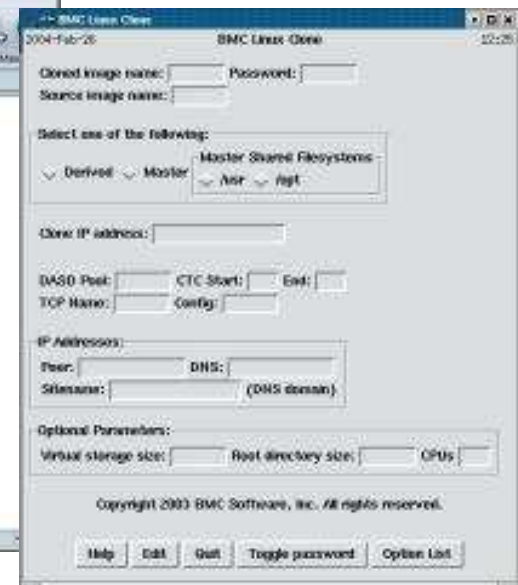 BMC Linux Clone
2004-Feb-26 BMC Linux Clone 12:25
Cloned image name: Password:
Source image name:
Select one of the following:
Master Shared Filesystems
Derived Master /usr /opt
Clone IP address:
DASD Pool: CTC Start: End:
TCP Name: Config:
IP Addresses:
Peer: DNS:
Sitename: (DNS domain)
Optional Parameters:
Virtual storage size: Root directory size: CPUs
Copyright 2003 BMC Software, Inc. All rights reserved.
Help Edit Quit Toggle password Option List